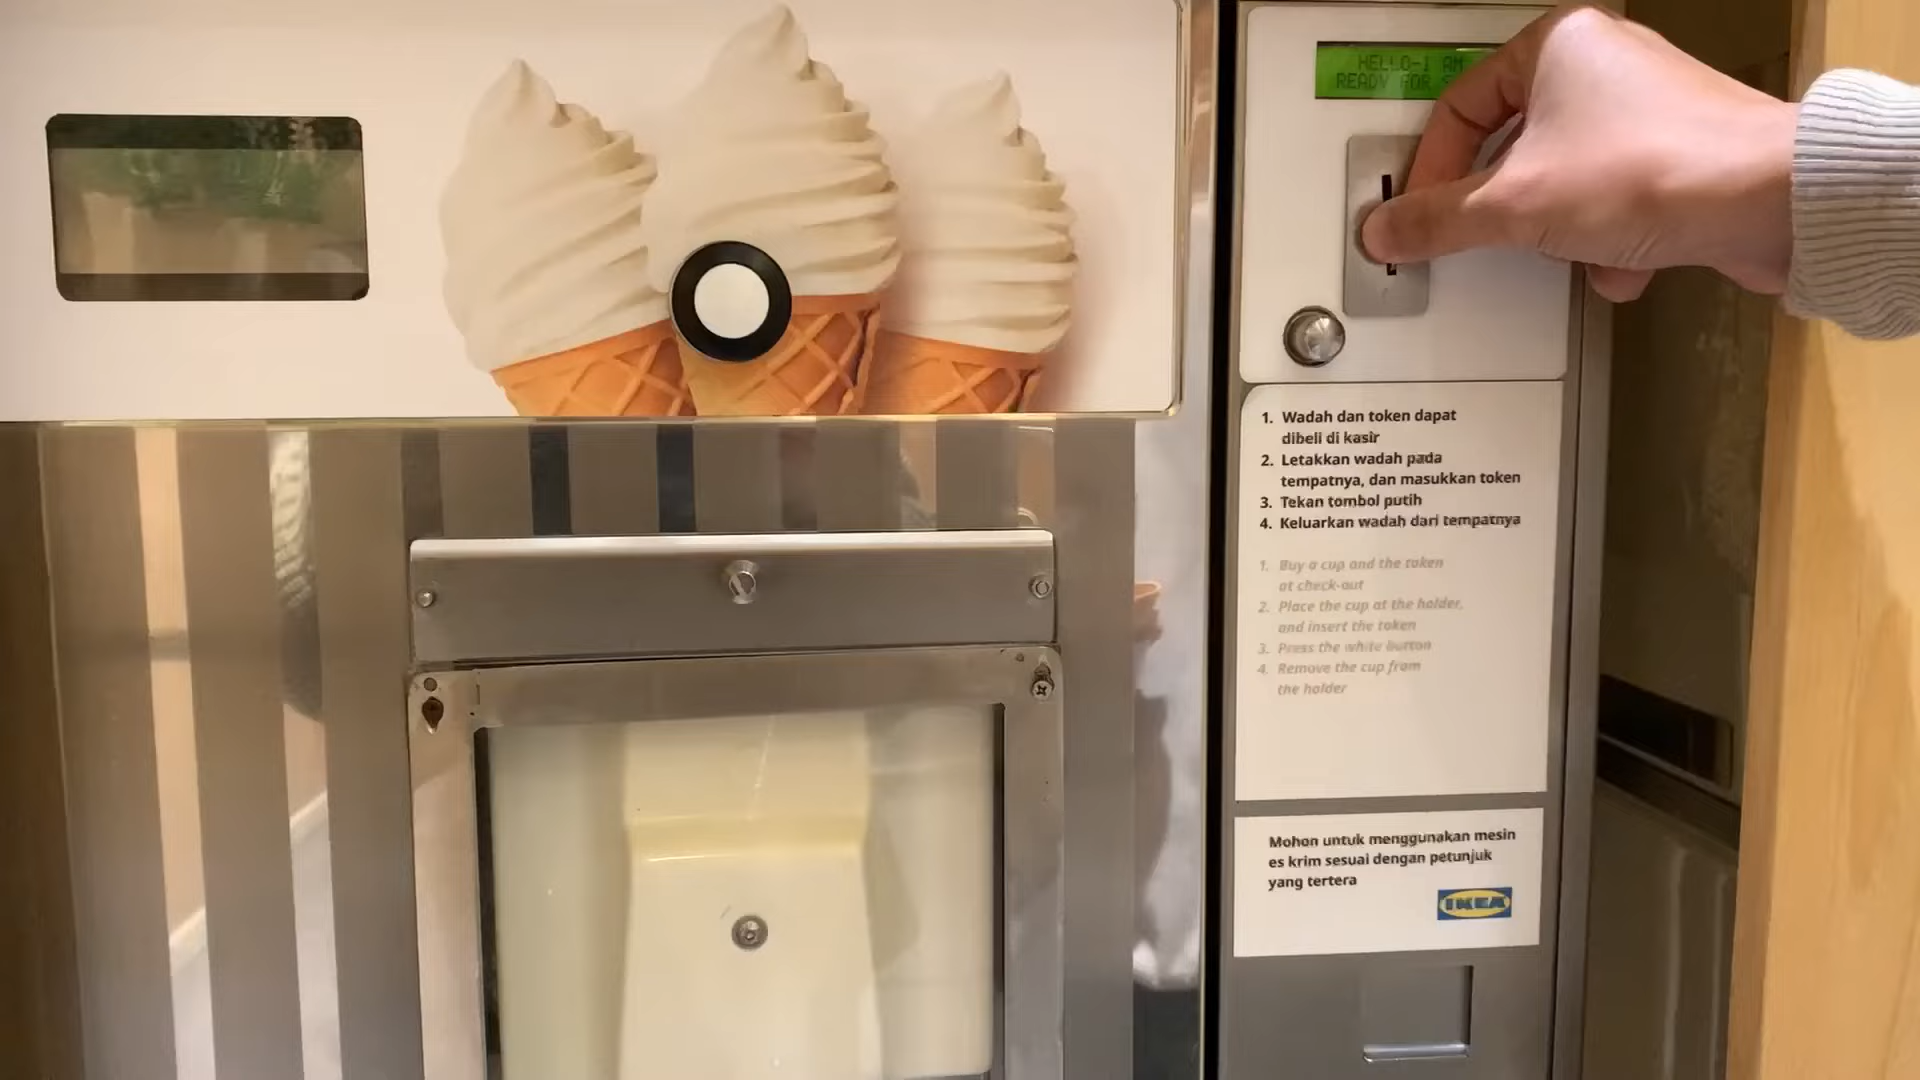 HELLO-I AM
READY FOR
1. Wadah dan token dapat
dibeli di kasir
2. Letakkan wadah pada
tempatnya, dan masukkan token
3. Tekan tombol putih
4. Keluarkan wadah dari tempatnya
1. Buy a cup and the token
at check-out
2. Place the cup at the holder,
and insert the token
3. Press the white button
4. Remove the cup from
the holder
Mohon untuk menggunakan mesin
es krim sesuai dengan petunjuk
yang tertera
IKEA